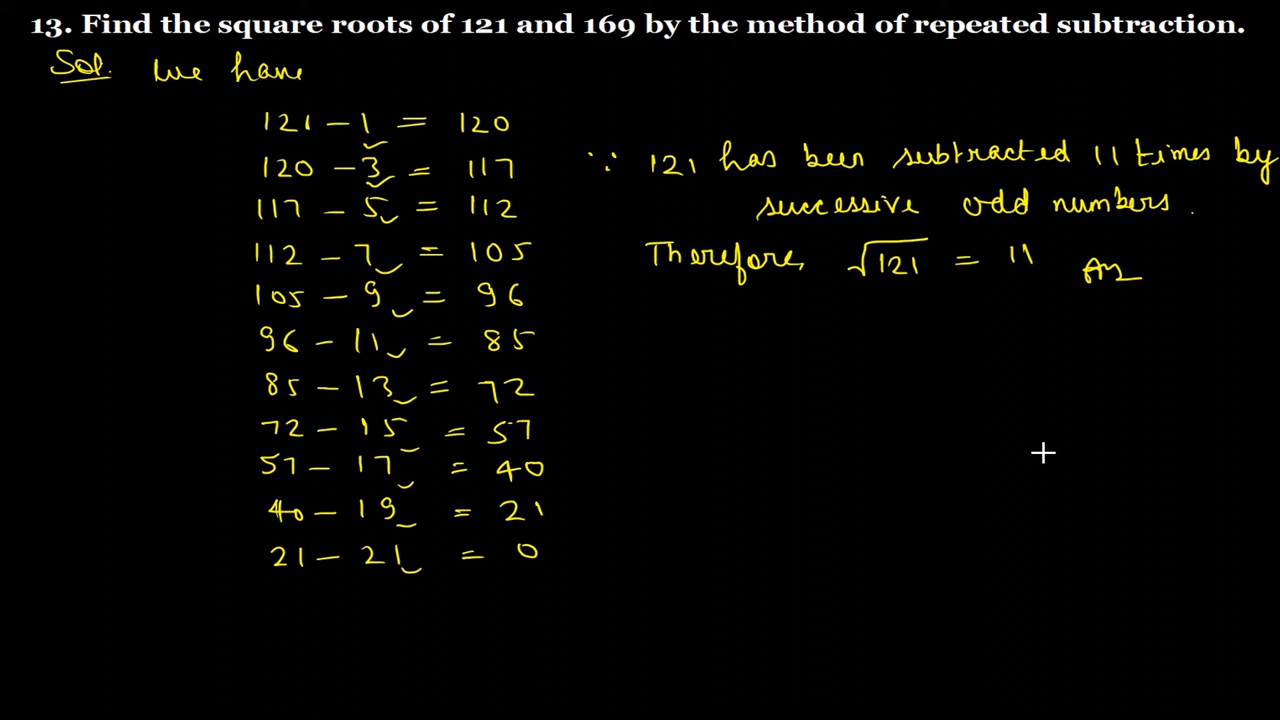 13. Find the square roots of 121 and 169 by the method of repeated subtraction.
Sol. We have
121 - 1 = 120
120 - 3 = 117
117 - 5 = 112
112 - 7 = 105
105 - 9 = 96
96 - 11 = 85
85 - 13 = 72
72 - 15 = 57
57 - 17 = 40
40 - 19 = 21
21 - 21 = 0
∵ 121 has been subtracted 11 times by
successive odd numbers.
Therefore, √121 = 11 Ans